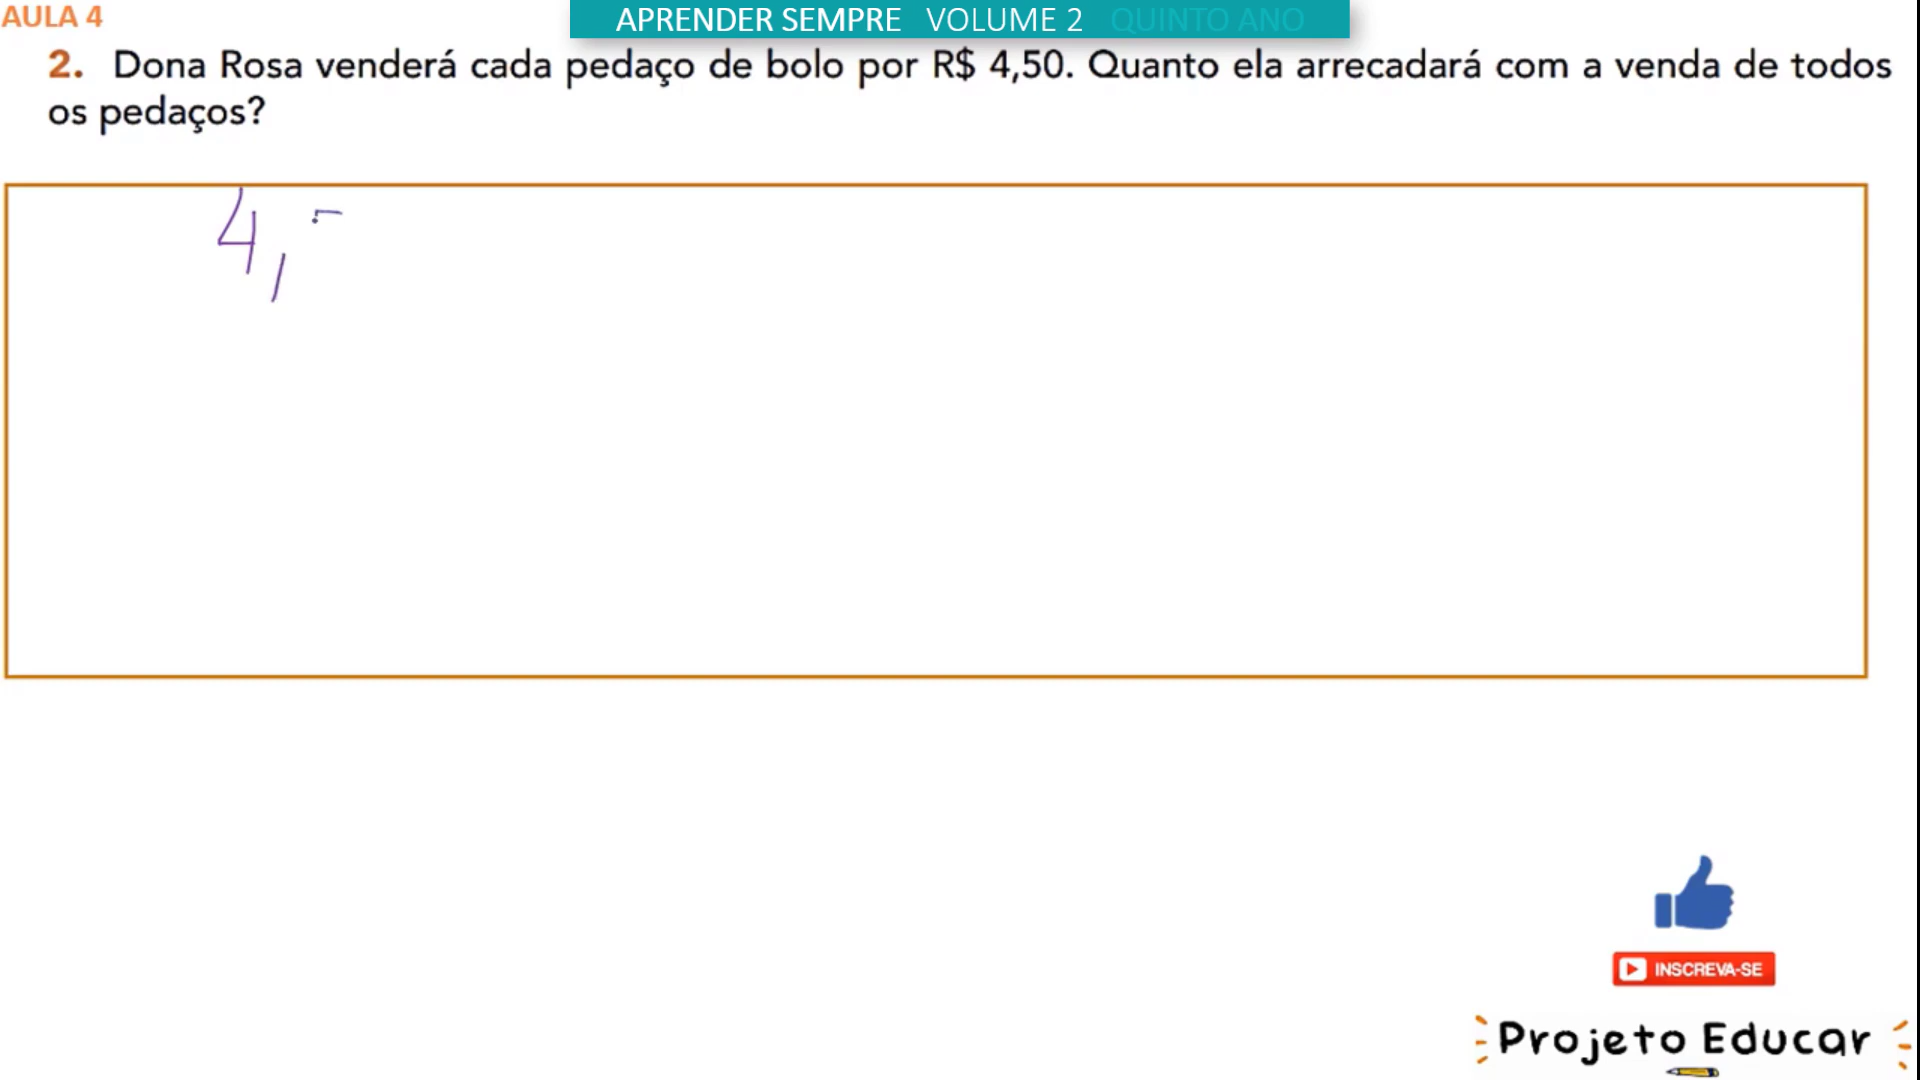 AULA 4
APRENDER SEMPRE VOLUME 2 QUINTO ANO
2. Dona Rosa venderá cada pedaço de bolo por R$ 4,50. Quanto ela arrecadará com a venda de todos
os pedaços?
4,
INSCREVA-SE
Projeto Educar